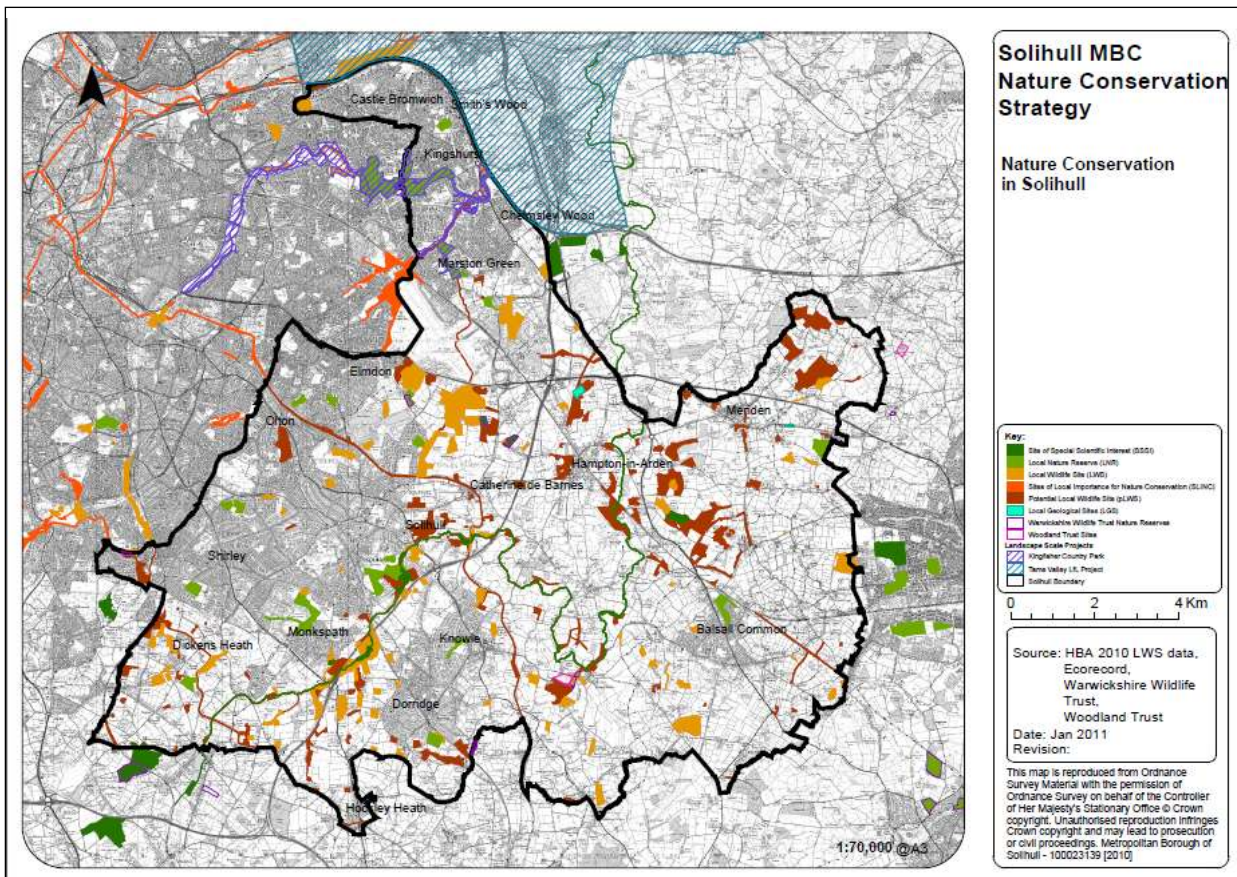 Solihull MBC
Nature Conservation
Strategy
Nature Conservation
in Solihull
Castle Bromwich
Smith's Wood
Kingshurst
Chelmsley Wood
Marston Green
Elmdon
Olton
Meriden
Hampton-in-Arden
Catherine de Barnes
Solihull
Shirley
Monkspath
Knowle
Balsall Common
Dickens Heath
Dorridge
Hockley Heath
1:70,000 @A3
Key:
Site of Special Scientific Interest (SSSI)
Local Nature Reserve (LNR)
Local Wildlife Site (LWS)
Sites of Local Importance for Nature Conservation (SLINC)
Potential Local Wildlife Site (pLWS)
Local Geological Sites (LGS)
Warwickshire Wildlife Trust Nature Reserves
Woodland Trust Sites
Landscape Scale Projects
Kingfisher Country Park
Tame Valley LfL Project
Solihull Boundary
0 2 4 Km
Source: HBA 2010 LWS data,
Ecorecord,
Warwickshire Wildlife
Trust,
Woodland Trust
Date: Jan 2011
Revision:
This map is reproduced from Ordnance
Survey Material with the permission of
Ordnance Survey on behalf of the Controller
of Her Majesty's Stationary Office © Crown
copyright. Unauthorised reproduction infringes
Crown copyright and may lead to prosecution
or civil proceedings. Metropolitan Borough of
Solihull - 100023139 [2010]